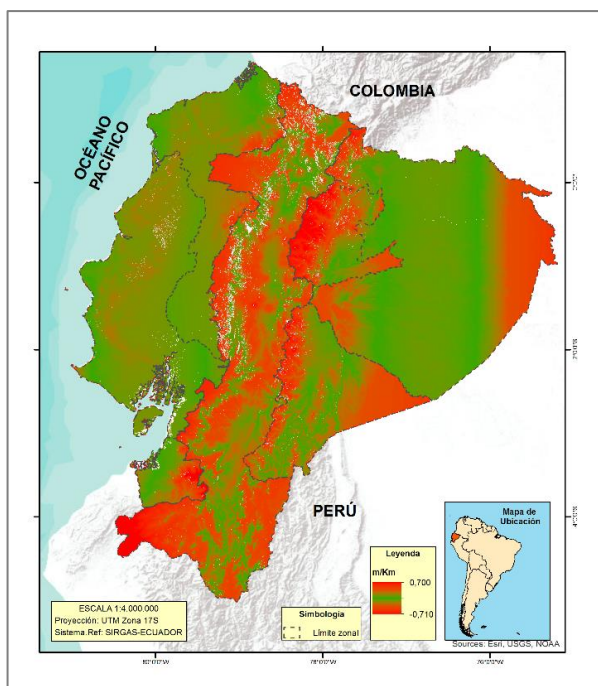 COLOMBIA
OCÉANO
PACÍFICO
PERÚ
Mapa de
Ubicación
Leyenda
m/Km
0,700
-0,710
ESCALA 1:4.000.000
Proyección: UTM Zona 17S
Sistema.Ref: SIRGAS-ECUADOR
Simbología
Límite zonal
Sources: Esri, USGS, NOAA